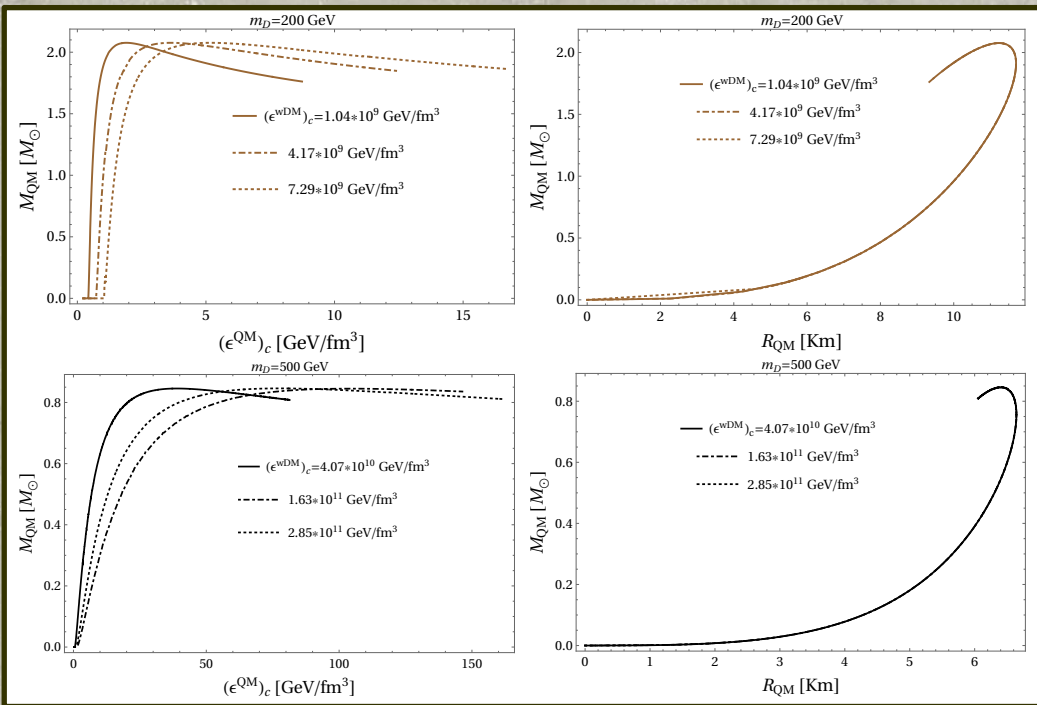 m_D=200 GeV
M_QM [M_⊙]
2.0
1.5
1.0
0.5
0.0
(ϵ^wDM)_c=1.04*10^9 GeV/fm^3
4.17*10^9 GeV/fm^3
7.29*10^9 GeV/fm^3
0 5 10 15
(ϵ^QM)_c [GeV/fm^3]
m_D=200 GeV
M_QM [M_⊙]
2.0
1.5
1.0
0.5
0.0
(ϵ^wDM)_c=1.04*10^9 GeV/fm^3
4.17*10^9 GeV/fm^3
7.29*10^9 GeV/fm^3
0 2 4 6 8 10
R_QM [Km]
m_D=500 GeV
M_QM [M_⊙]
0.8
0.6
0.4
0.2
0.0
(ϵ^wDM)_c=4.07*10^10 GeV/fm^3
1.63*10^11 GeV/fm^3
2.85*10^11 GeV/fm^3
0 50 100 150
(ϵ^QM)_c [GeV/fm^3]
m_D=500 GeV
M_QM [M_⊙]
0.8
0.6
0.4
0.2
0.0
(ϵ^wDM)_c=4.07*10^10 GeV/fm^3
1.63*10^11 GeV/fm^3
2.85*10^11 GeV/fm^3
0 1 2 3 4 5 6
R_QM [Km]